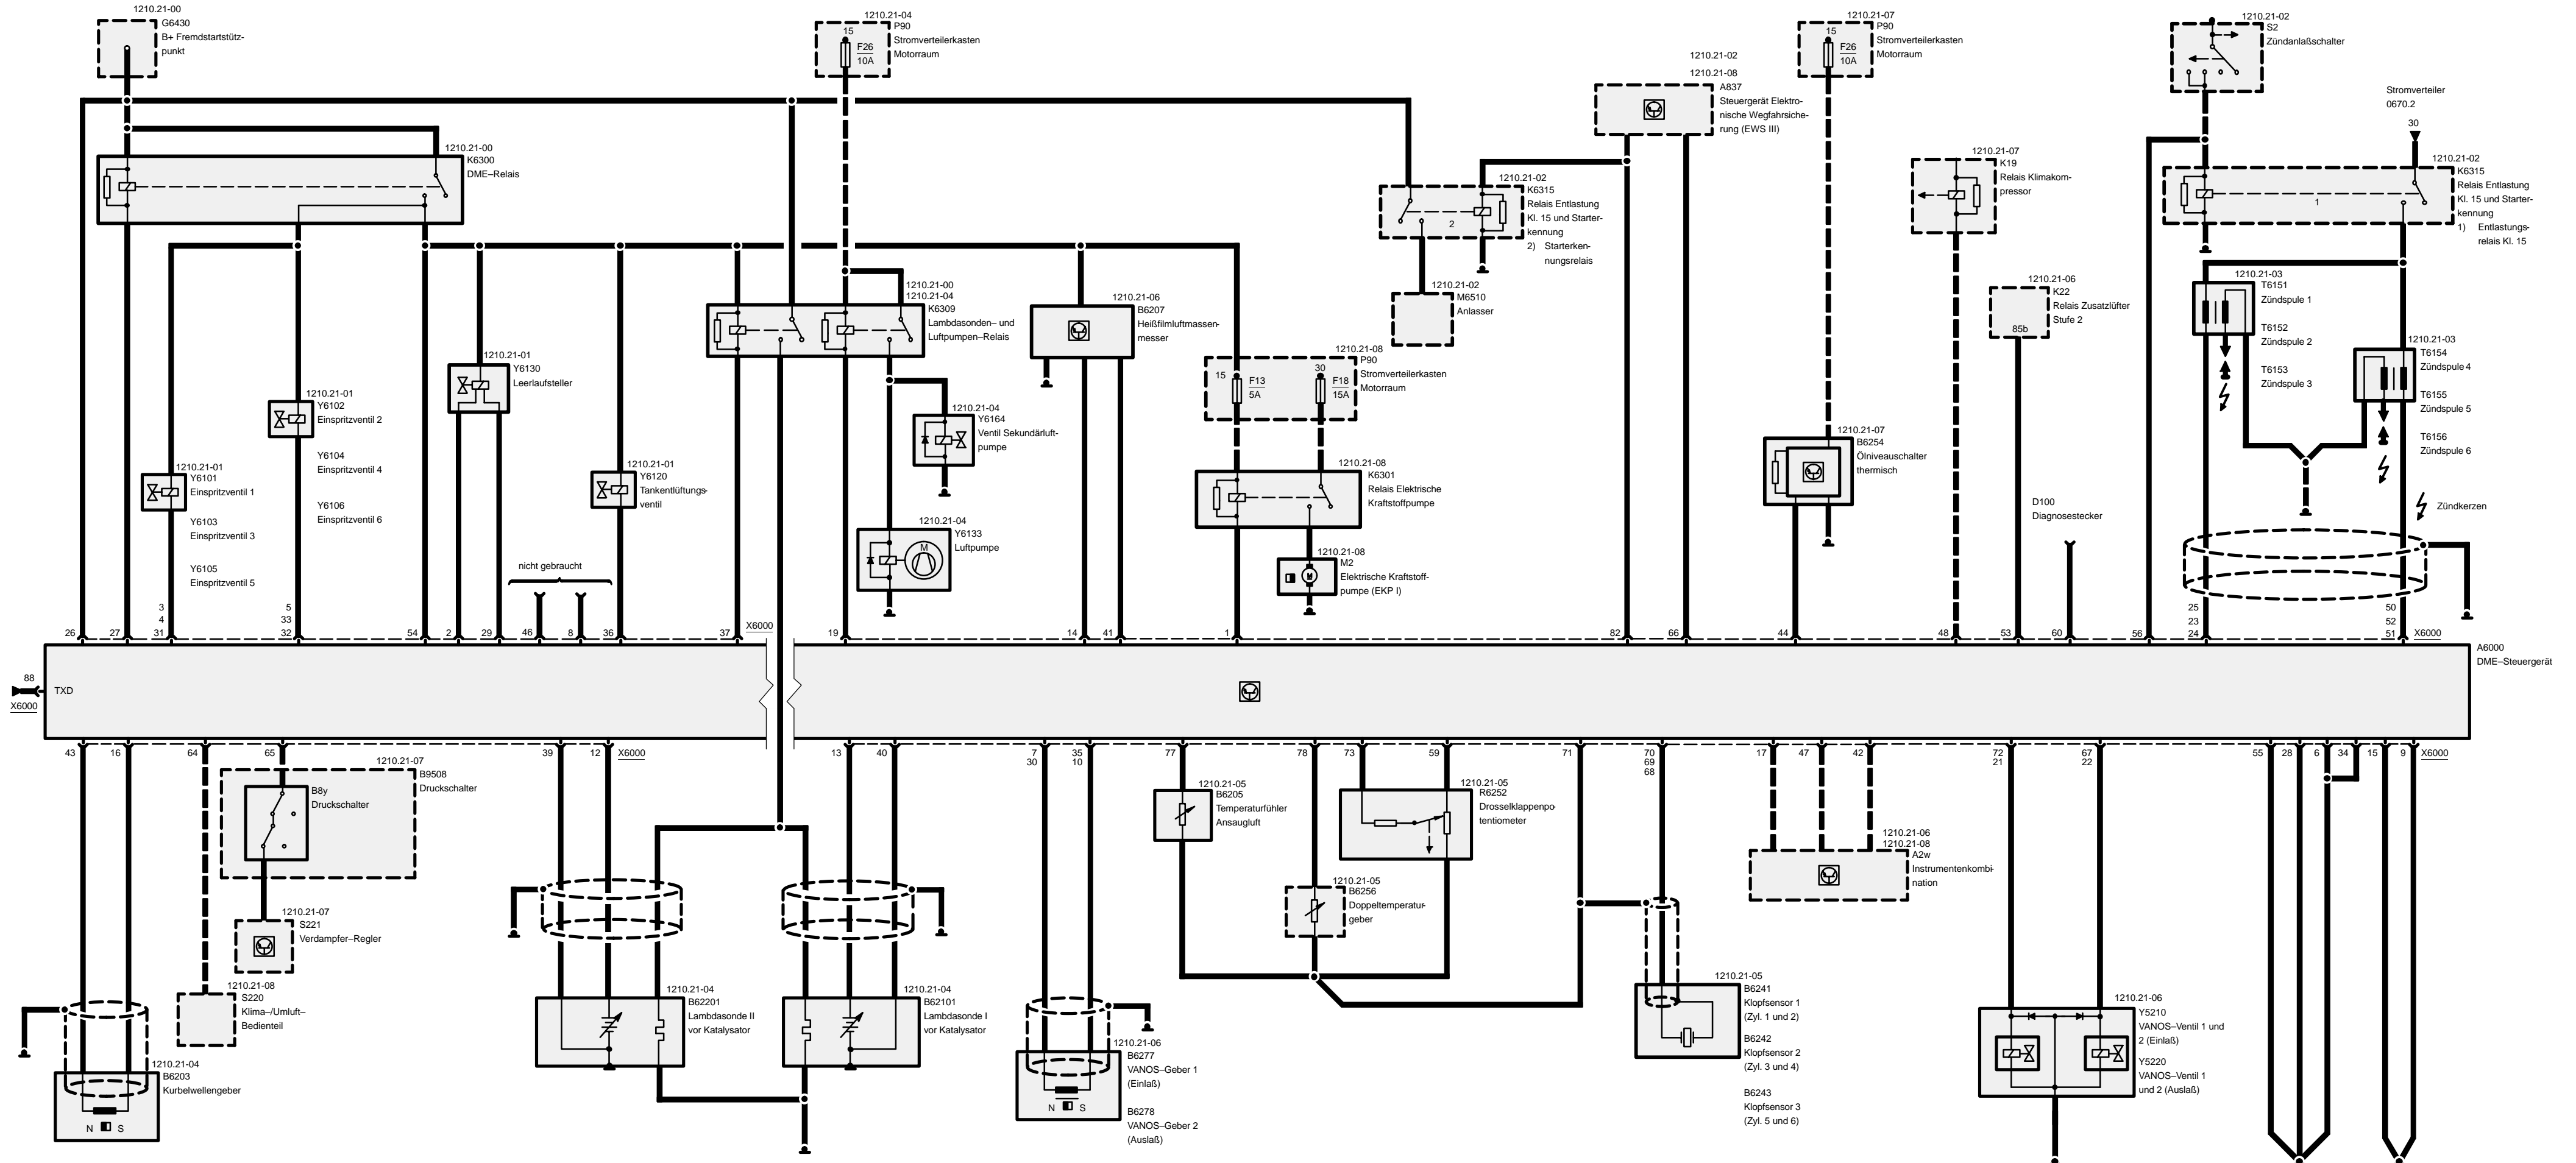 1210.21-00
G6430
B+ Fremdstartstütz-
punkt
1210.21-04
P90
Stromverteilerkasten
Motorraum
15
F26
10A
1210.21-02
1210.21-08
A837
Steuergerät Elektro-
nische Wegfahrsiche-
rung (EWS III)
1210.21-07
P90
Stromverteilerkasten
Motorraum
15
F26
10A
1210.21-02
S2
Zündanlaßschalter
Stromverteiler
0670.2
30
1210.21-00
K6300
DME–Relais
1210.21-02
K6315
Relais Entlastung
Kl. 15 und Starter-
kennung
2) Starterken-
nungsrelais
2
1210.21-07
K19
Relais Klimakom-
pressor
1210.21-02
K6315
Relais Entlastung
Kl. 15 und Starter-
kennung
1) Entlastungs-
relais Kl. 15
1
1210.21-00
1210.21-04
K6309
Lambdasonden– und
Luftpumpen–Relais
1210.21-06
B6207
Heißfilmluftmassen-
messer
1210.21-02
M6510
Anlasser
1210.21-06
K22
Relais Zusatzlüfter
Stufe 2
85b
1210.21-03
T6151
Zündspule 1
T6152
Zündspule 2
T6153
Zündspule 3
1210.21-03
T6154
Zündspule 4
T6155
Zündspule 5
T6156
Zündspule 6
Zündkerzen
1210.21-08
P90
Stromverteilerkasten
Motorraum
15
F13
5A
30
F18
15A
1210.21-01
Y6130
Leerlaufsteller
1210.21-01
Y6102
Einspritzventil 2
Y6104
Einspritzventil 4
Y6106
Einspritzventil 6
1210.21-04
Y6164
Ventil Sekundärluft-
pumpe
1210.21-07
B6254
Ölniveauschalter
thermisch
1210.21-01
Y6101
Einspritzventil 1
Y6103
Einspritzventil 3
Y6105
Einspritzventil 5
1210.21-01
Y6120
Tankentlüftungs-
ventil
1210.21-08
K6301
Relais Elektrische
Kraftstoffpumpe
1210.21-04
Y6133
Luftpumpe
M
D100
Diagnosestecker
1210.21-08
M2
Elektrische Kraftstoff-
pumpe (EKP I)
M
nicht gebraucht
26
27
3
4
31
5
33
32
54
2
29
46
8
36
37
X6000
19
14
41
1
82
66
44
48
53
60
56
25
23
24
50
52
51
X6000
A6000
DME–Steuergerät
88
X6000
TXD
43
16
64
65
39
12
X6000
13
40
7
30
35
10
77
78
73
59
71
70
69
68
17
47
42
72
21
67
22
55
28
6
34
15
9
X6000
1210.21-07
B9508
Druckschalter
B8y
Druckschalter
1210.21-05
B6205
Temperaturfühler
Ansaugluft
1210.21-05
R6252
Drosselklappenpo-
tentiometer
1210.21-06
1210.21-08
A2w
Instrumentenkombi-
nation
1210.21-05
B6256
Doppeltemperatur-
geber
1210.21-07
S221
Verdampfer–Regler
1210.21-08
S220
Klima–/Umluft–
Bedienteil
1210.21-04
B62201
Lambdasonde II
vor Katalysator
1210.21-04
B62101
Lambdasonde I
vor Katalysator
1210.21-05
B6241
Klopfsensor 1
(Zyl. 1 und 2)
B6242
Klopfsensor 2
(Zyl. 3 und 4)
B6243
Klopfsensor 3
(Zyl. 5 und 6)
1210.21-06
Y5210
VANOS–Ventil 1 und
2 (Einlaß)
Y5220
VANOS–Ventil 1
und 2 (Auslaß)
1210.21-06
B6277
VANOS–Geber 1
(Einlaß)
B6278
VANOS–Geber 2
(Auslaß)
N S
1210.21-04
B6203
Kurbelwellengeber
N S